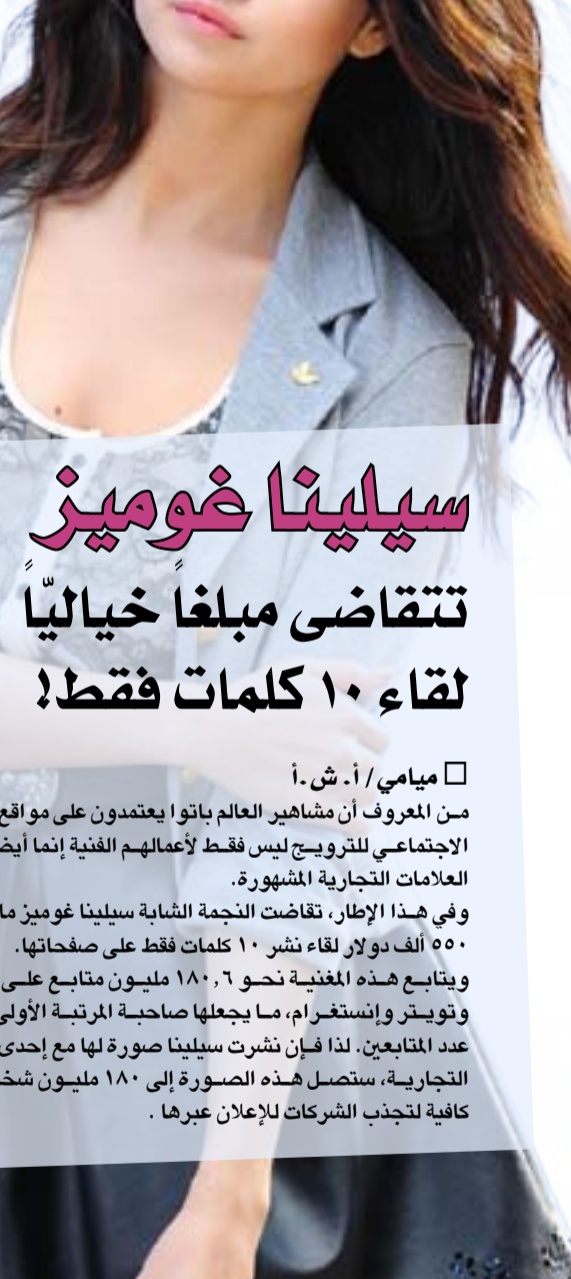 سيلينا غوميز
تتقاضى مبلغاً خياليّاً
لقاء ١٠ كلمات فقط!
□ ميامي/ أ. ش.أ
من المعروف أن مشاهير العالم باتوا يعتمدون على مواقع
الاجتماعي للترويج ليس فقط لأعمالهم الفنية إنما أيض
العلامات التجارية المشهورة.
وفي هذا الإطار، تقاضت النجمة الشابة سيلينا غوميز ما
٥٥٠ ألف دولار لقاء نشر ١٠ كلمات فقط على صفحاتها.
ويتابع هذه المغنية نحو ١٨٠,٦ مليون متابع على
وتويتر وإنستغرام، ما يجعلها صاحبة المرتبة الأولى
عدد المتابعين. لذا فإن نشرت سيلينا صورة لها مع إحدى
التجارية، ستصل هذه الصورة إلى ١٨٠ مليون شخ
كافية لتجذب الشركات للإعلان عبرها .